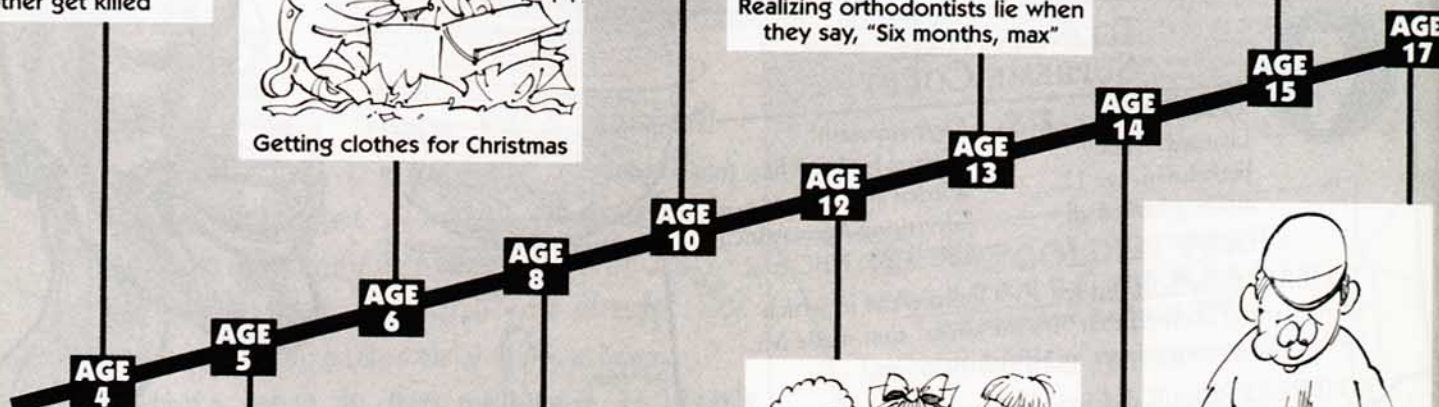 other get killed
Realizing orthodontists lie when
they say, "Six months, max"
Getting clothes for Christmas
AGE
4
AGE
5
AGE
6
AGE
8
AGE
10
AGE
12
AGE
13
AGE
14
AGE
15
AGE
17